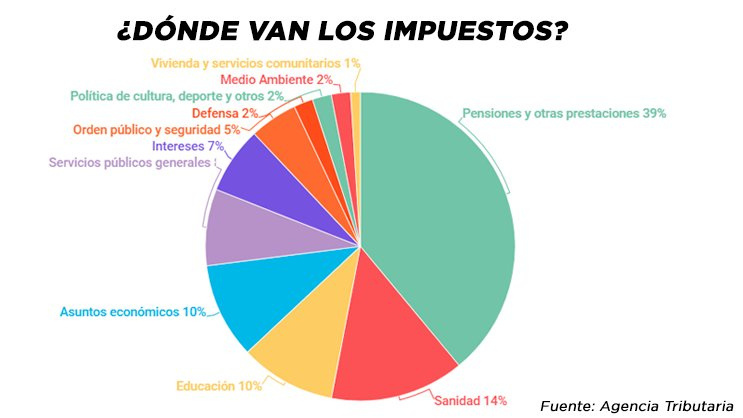 ¿DÓNDE VAN LOS IMPUESTOS?
Vivienda y servicios comunitarios 1%
Medio Ambiente 2%
Política de cultura, deporte y otros 2%
Defensa 2%
Orden público y seguridad 5%
Intereses 7%
Servicios públicos generales
Pensiones y otras prestaciones 39%
Asuntos económicos 10%
Educación 10%
Sanidad 14%
Fuente: Agencia Tributaria